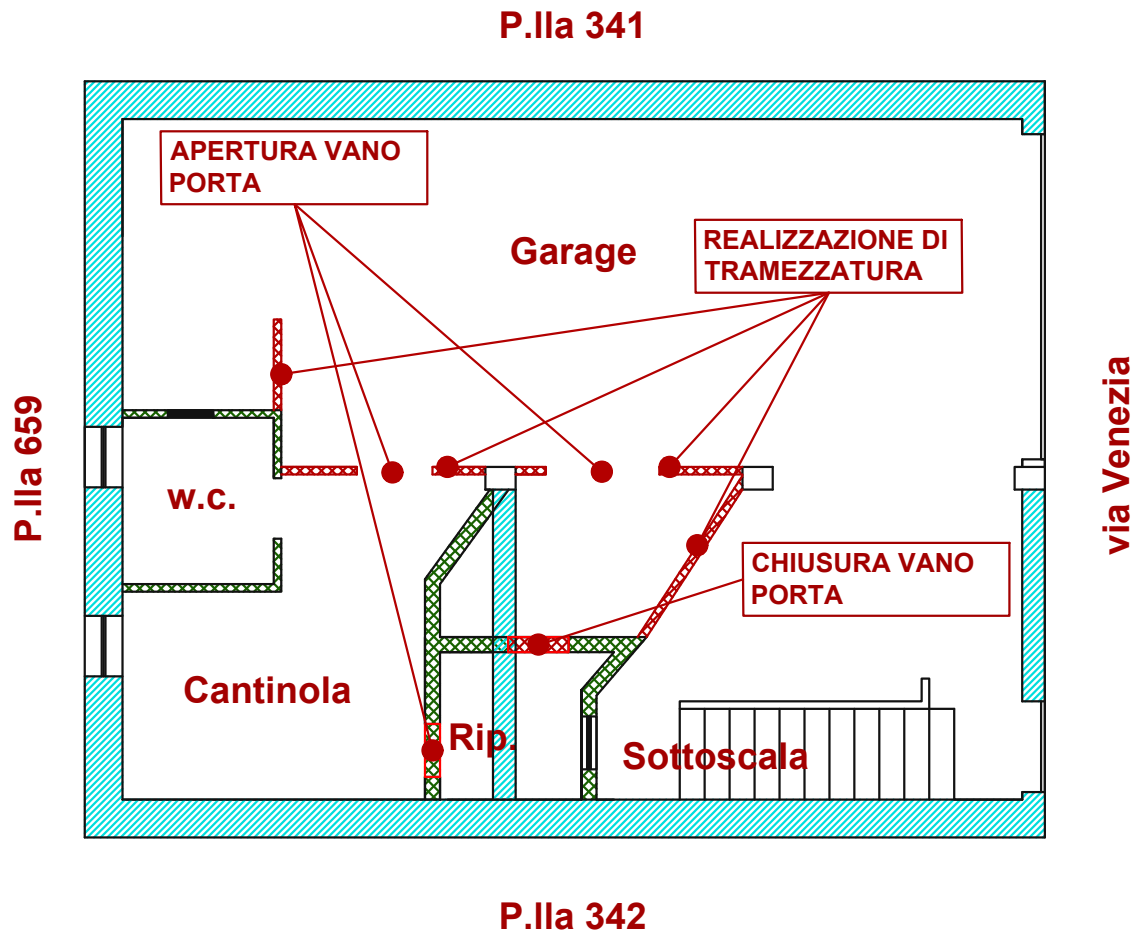 P.lla 341
APERTURA VANO
PORTA
REALIZZAZIONE DI
TRAMEZZATURA
Garage
P.lla 659
via Venezia
w.c.
CHIUSURA VANO
PORTA
Cantinola
Rip.
Sottoscala
P.lla 342